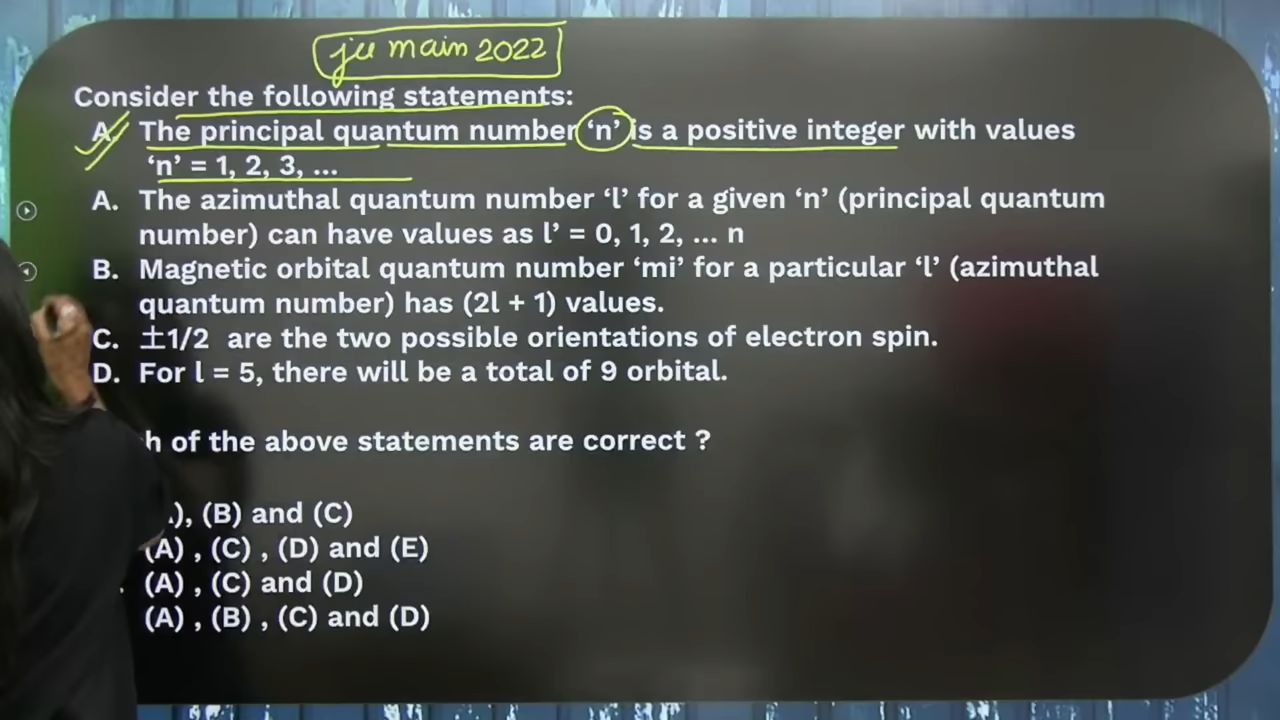 jee main 2022
Consider the following statements:
A. The principal quantum number ‘n’ is a positive integer with values
‘n’ = 1, 2, 3, ...
A. The azimuthal quantum number ‘l’ for a given ‘n’ (principal quantum
number) can have values as l’ = 0, 1, 2, ... n
B. Magnetic orbital quantum number ‘mi’ for a particular ‘l’ (azimuthal
quantum number) has (2l + 1) values.
C. ±1/2 are the two possible orientations of electron spin.
D. For l = 5, there will be a total of 9 orbital.
of the above statements are correct ?
(B) and (C)
(A) , (C) , (D) and (E)
(A) , (C) and (D)
(A) , (B) , (C) and (D)